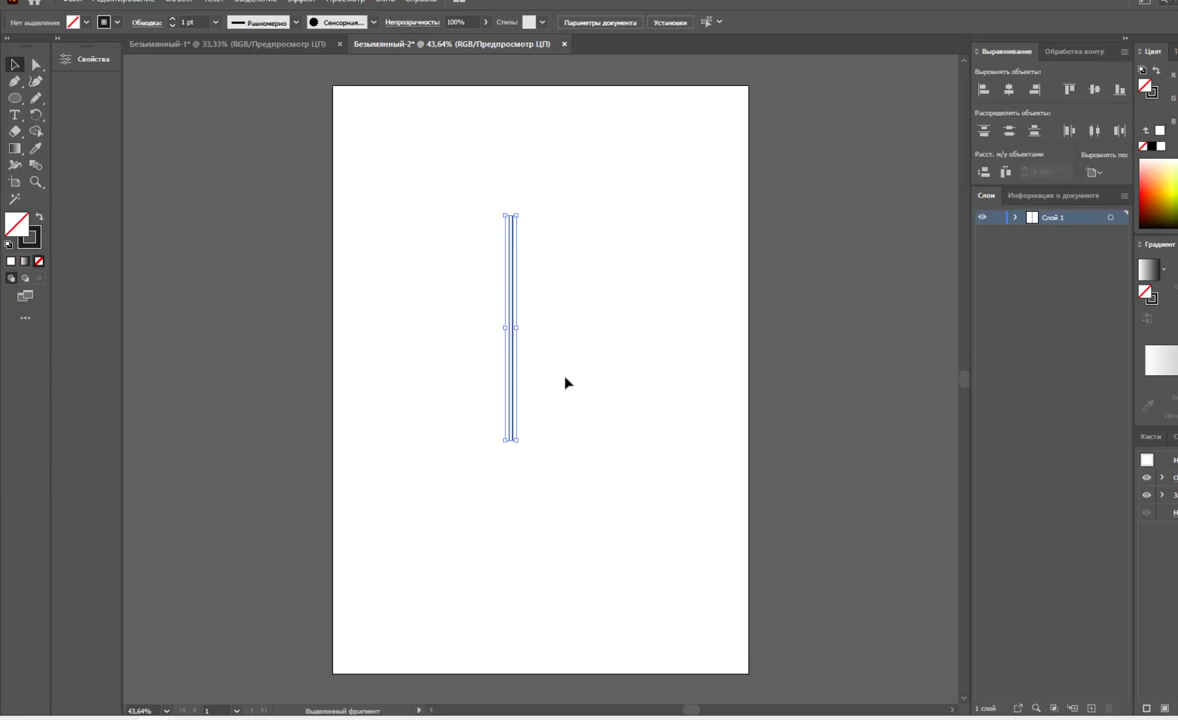 Нет выделения
Обводка:
1 pt
Равномерно
Сенсорная...
Непрозрачность:
100%
Стиль:
Параметры документа
Установки
Безымянный-1* @ 33,33% (RGB/Предпросмотр ЦП)
Безымянный-2* @ 43,64% (RGB/Предпросмотр ЦП)
Свойства
Выравнивание
Обработка конту
Цвет
Выровнять объекты:
Распределить объекты:
Расст. м/у объектами
Выровнять по:
R
G
B
Слои
Информация о документе
Слой 1
Градиент
Кисти
43,64%
1
Выделенный фрагмент
1 слой